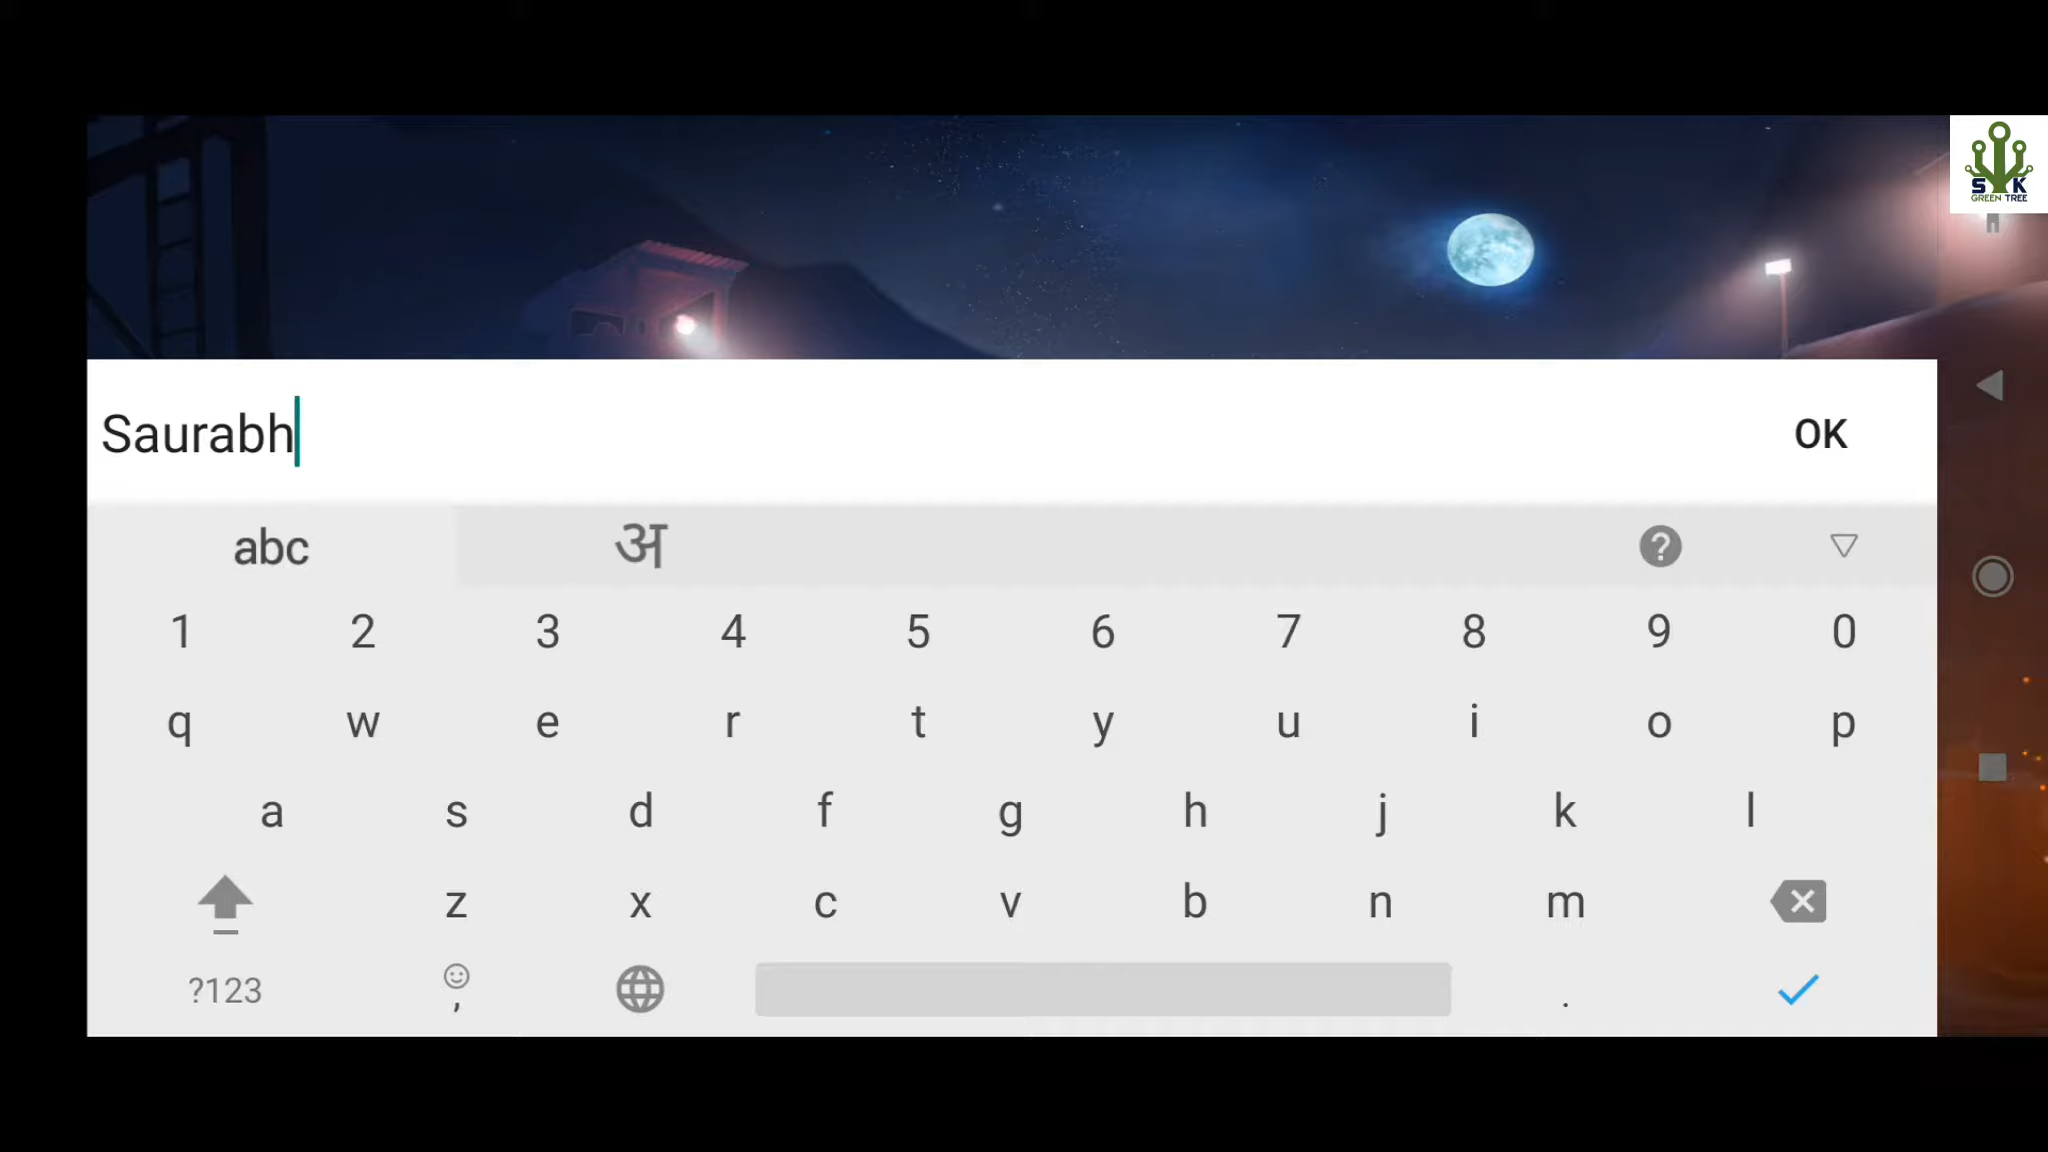 S K
GREEN TREE
Saurabh
OK
abc
अ
?
1 2 3 4 5 6 7 8 9 0
q w e r t y u i o p
a s d f g h j k l
z x c v b n m
?123 , .